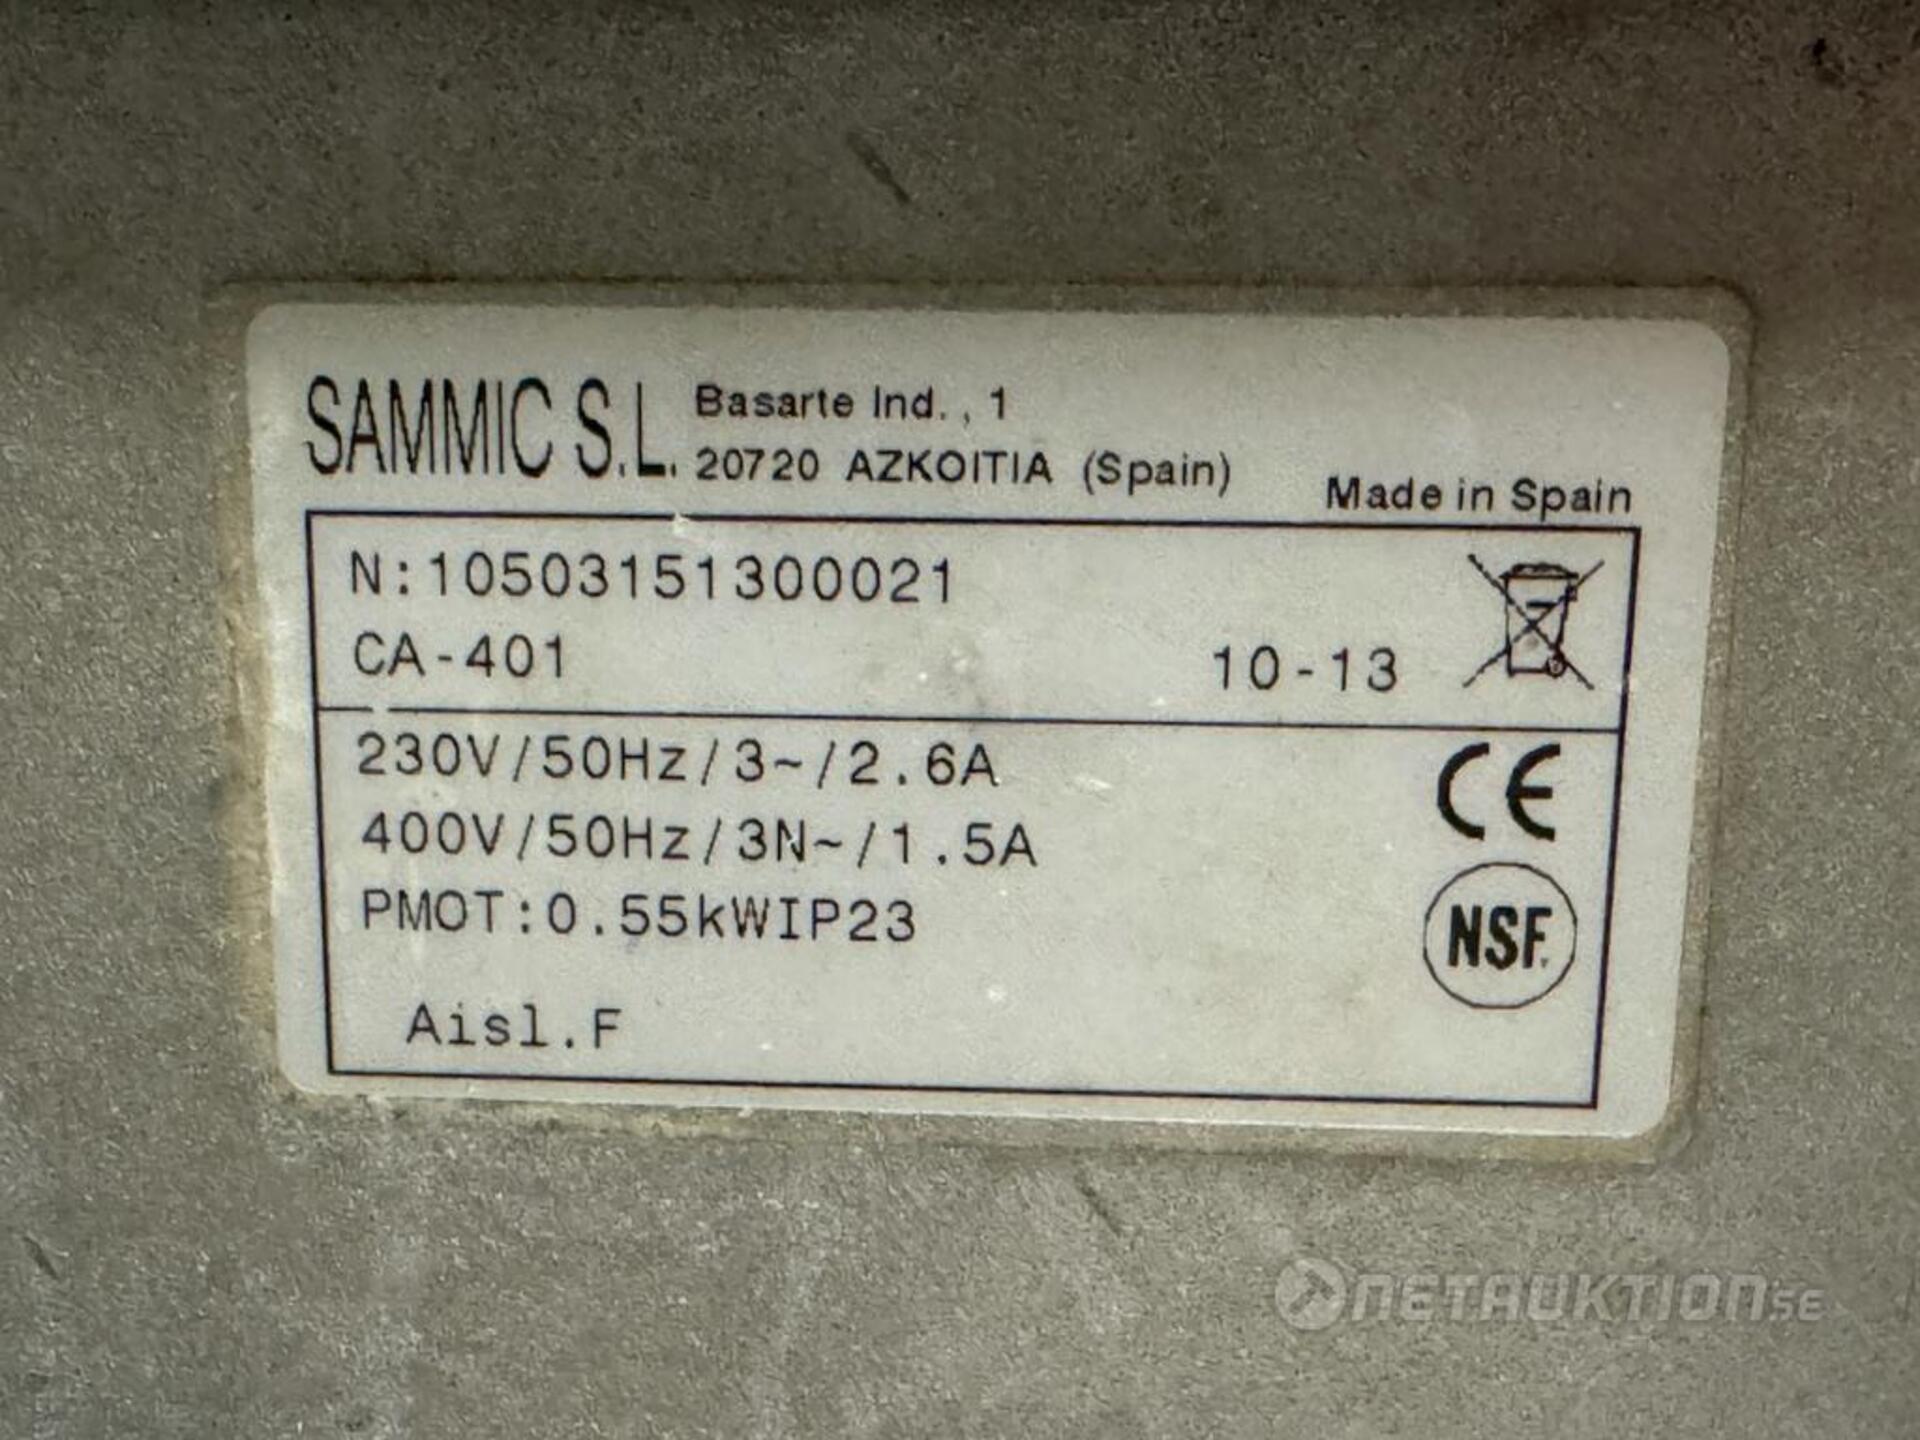 SAMMIC S.L. Basarte Ind., 1
20720 AZKOITIA (Spain)
Made in Spain
N:10503151300021
CA-401 10-13
230V/50Hz/3~/2.6A
400V/50Hz/3N~/1.5A
PMOT:0.55kWIP23
Aisl.F
CE
NSF.
NETAUKTION.SE